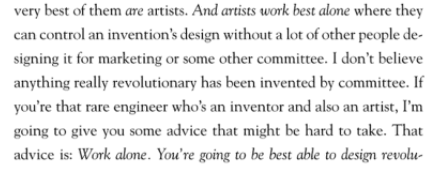 very best of them are artists. And artists work best alone where they
can control an invention's design without a lot of other people de-
signing it for marketing or some other committee. I don't believe
anything really revolutionary has been invented by committee. If
you're that rare engineer who's an inventor and also an artist, I'm
going to give you some advice that might be hard to take. That
advice is: Work alone. You're going to be best able to design revolu-